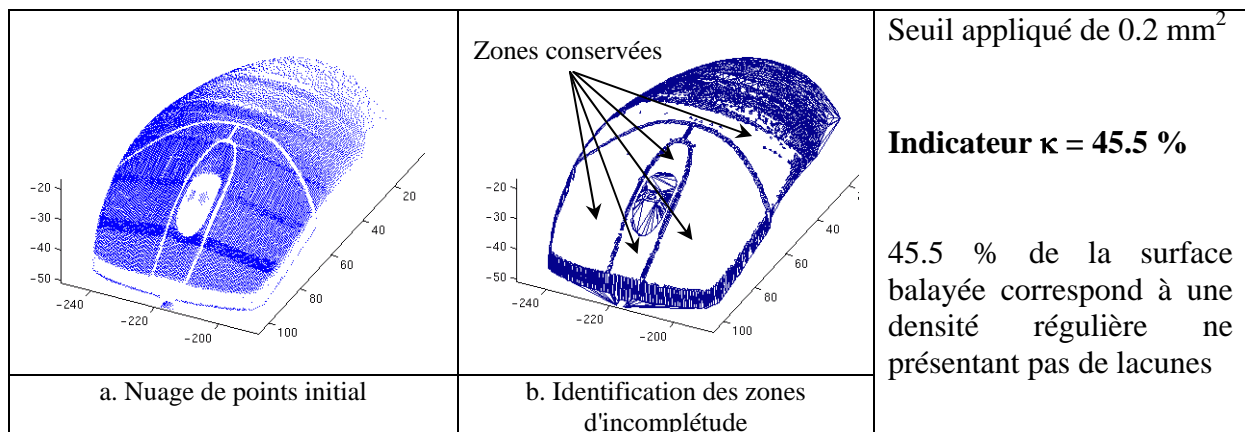 Zones conservées
-20
-30
-40
-50
-240
-220
-200
100
80
60
40
20
a. Nuage de points initial
-20
-30
-40
-50
-240
-220
-200
100
80
60
40
b. Identification des zones
d'incomplétude
Seuil appliqué de 0.2 mm²
Indicateur κ = 45.5 %
45.5 % de la surface
balayée correspond à une
densité régulière ne
présentant pas de lacunes